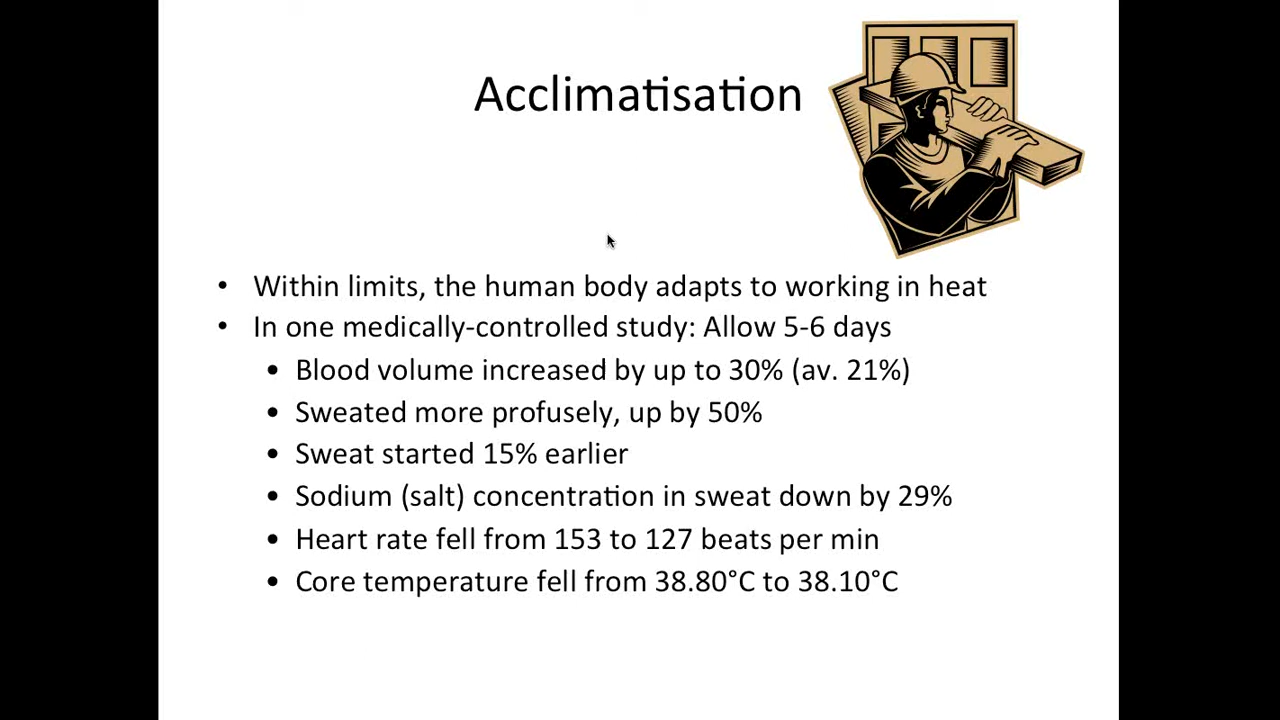 Acclimatisation
• Within limits, the human body adapts to working in heat
• In one medically-controlled study: Allow 5-6 days
• Blood volume increased by up to 30% (av. 21%)
• Sweated more profusely, up by 50%
• Sweat started 15% earlier
• Sodium (salt) concentration in sweat down by 29%
• Heart rate fell from 153 to 127 beats per min
• Core temperature fell from 38.80°C to 38.10°C